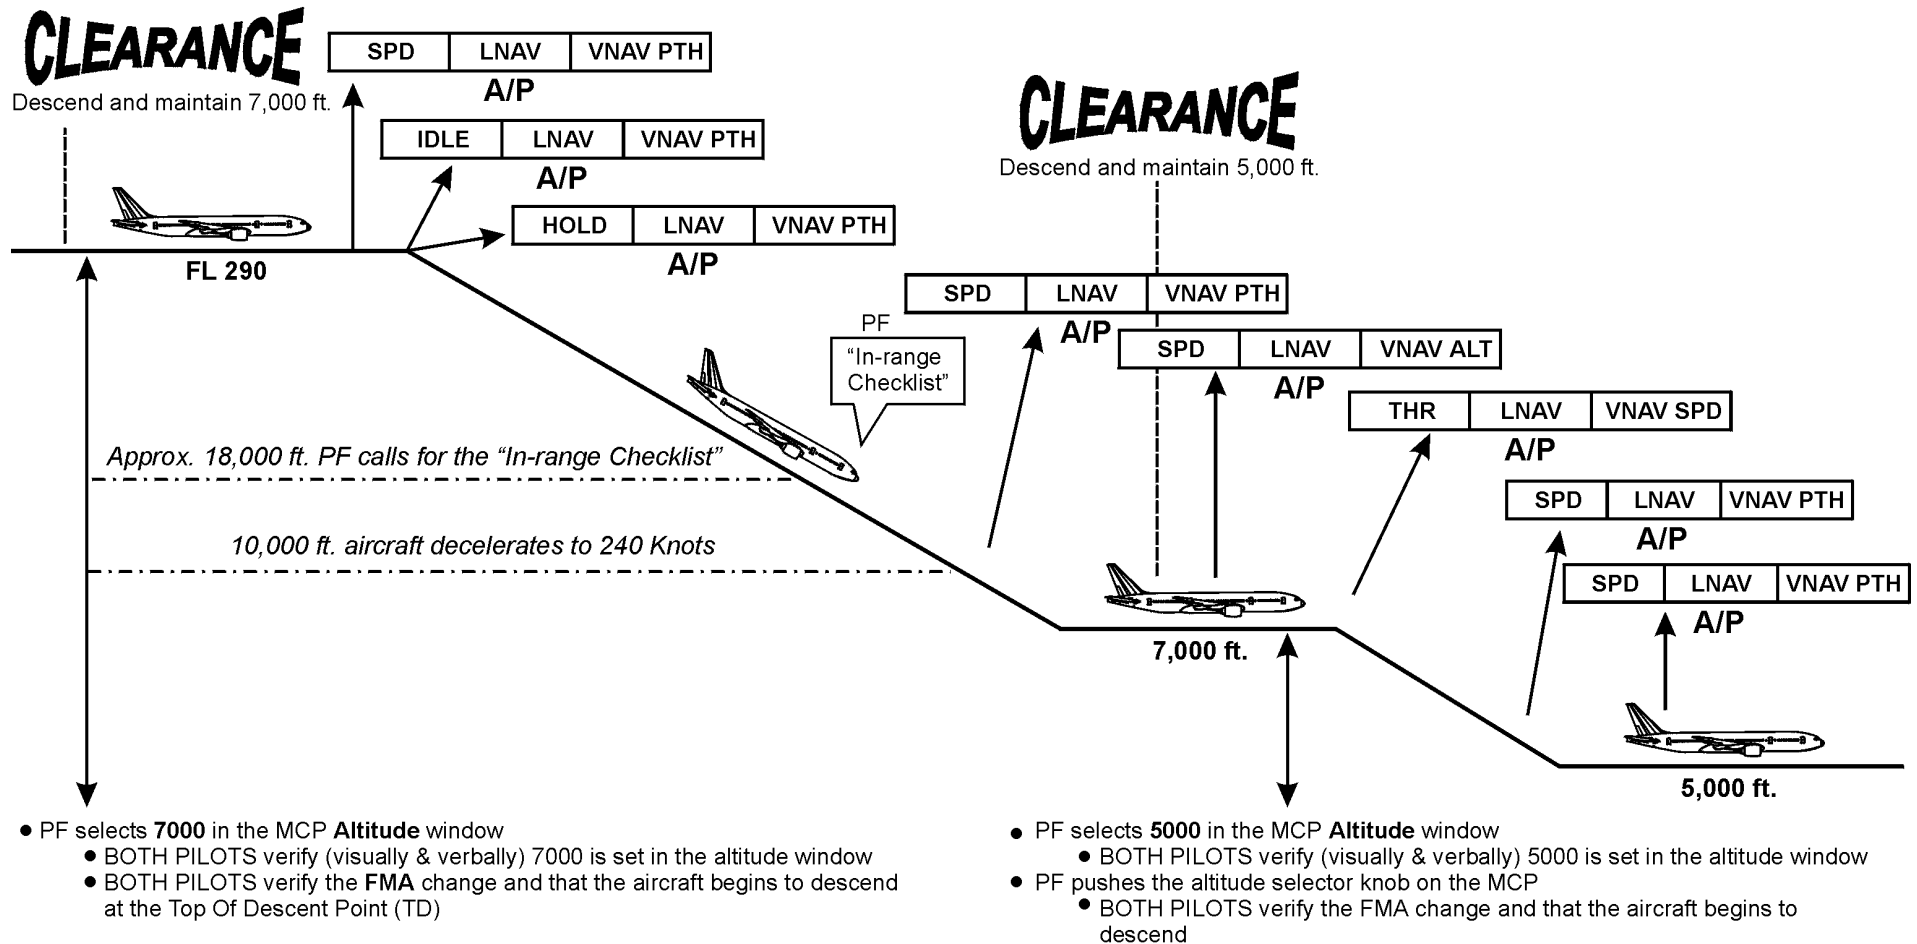 CLEARANCE
Descend and maintain 7,000 ft.
SPD LNAV VNAV PTH
A/P
IDLE LNAV VNAV PTH
A/P
HOLD LNAV VNAV PTH
A/P
FL 290
CLEARANCE
Descend and maintain 5,000 ft.
SPD LNAV VNAV PTH
A/P
SPD LNAV VNAV ALT
A/P
THR LNAV VNAV SPD
A/P
SPD LNAV VNAV PTH
A/P
SPD LNAV VNAV PTH
A/P
PF
“In-range
Checklist”
Approx. 18,000 ft. PF calls for the “In-range Checklist”
10,000 ft. aircraft decelerates to 240 Knots
7,000 ft.
5,000 ft.
● PF selects 7000 in the MCP Altitude window
● BOTH PILOTS verify (visually & verbally) 7000 is set in the altitude window
● BOTH PILOTS verify the FMA change and that the aircraft begins to descend
at the Top Of Descent Point (TD)
● PF selects 5000 in the MCP Altitude window
● BOTH PILOTS verify (visually & verbally) 5000 is set in the altitude window
● PF pushes the altitude selector knob on the MCP
● BOTH PILOTS verify the FMA change and that the aircraft begins to
descend